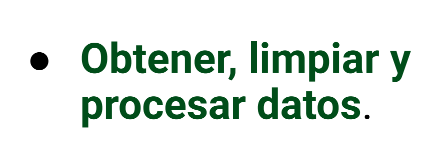 ● Obtener, limpiar y
procesar datos.